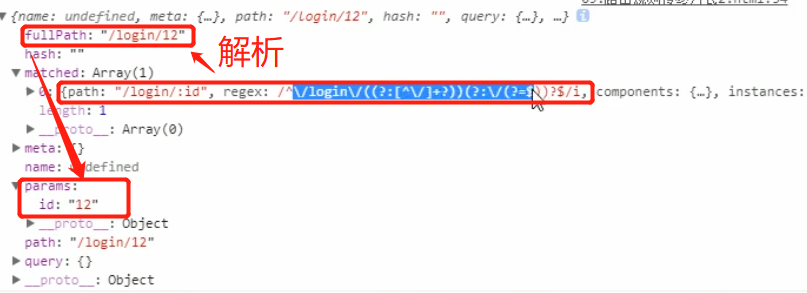 {name: undefined, meta: {…}, path: "/login/12", hash: "", query: {…}, …}
fullPath: "/login/12"
解析
hash: ""
matched: Array(1)
0: {path: "/login/:id", regex: /^\/login\/((?:[^\/]+?))(?:\/(?=$))?$/i, components: {…}, instances:
length: 1
__proto__: Array(0)
meta: {}
name: undefined
params:
id: "12"
__proto__: Object
path: "/login/12"
query: {}
__proto__: Object